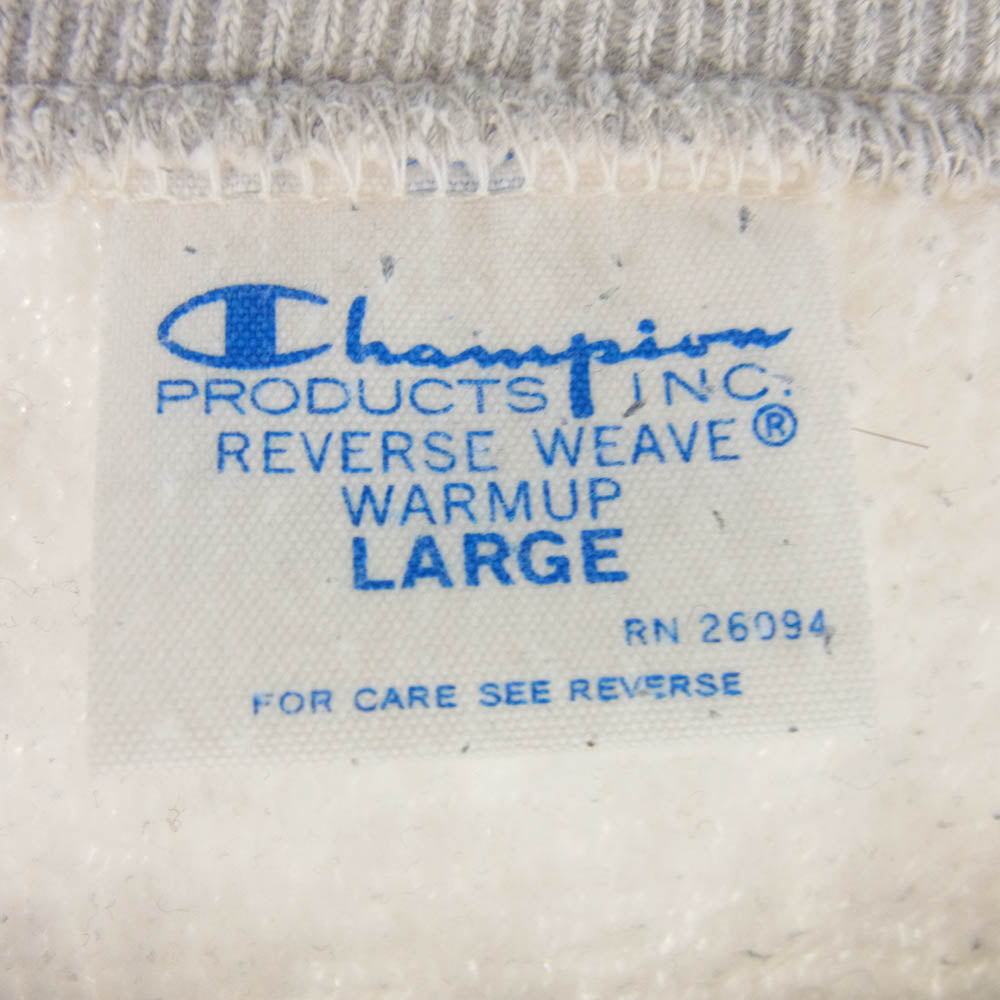 Champion
PRODUCTS INC.
REVERSE WEAVE®
WARMUP
LARGE
RN 26094
FOR CARE SEE REVERSE